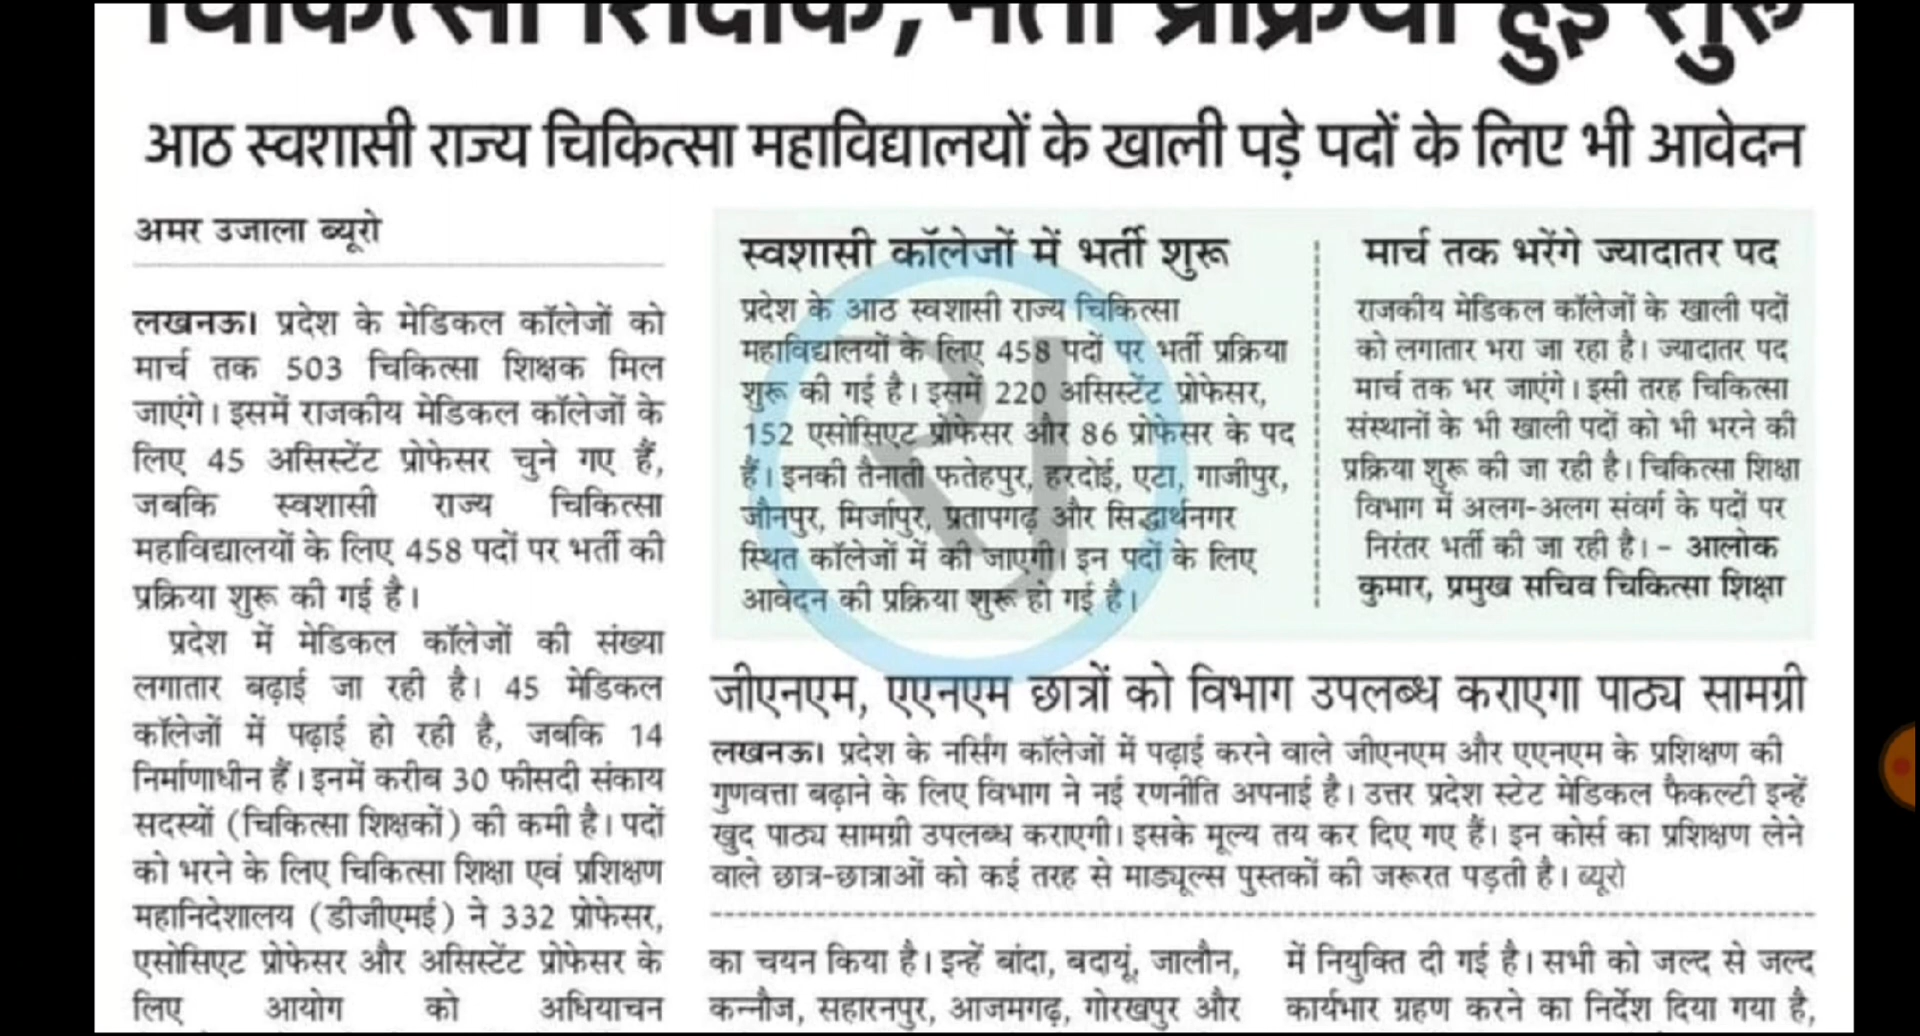 चिकित्सा शिक्षक, भर्ती प्रक्रिया हुई शुरू
आठ स्वशासी राज्य चिकित्सा महाविद्यालयों के खाली पड़े पदों के लिए भी आवेदन
अमर उजाला ब्यूरो
लखनऊ। प्रदेश के मेडिकल कॉलेजों को
मार्च तक 503 चिकित्सा शिक्षक मिल
जाएंगे। इसमें राजकीय मेडिकल कॉलेजों के
लिए 45 असिस्टेंट प्रोफेसर चुने गए हैं,
जबकि स्वशासी राज्य चिकित्सा
महाविद्यालयों के लिए 458 पदों पर भर्ती की
प्रक्रिया शुरू की गई है।
प्रदेश में मेडिकल कॉलेजों की संख्या
लगातार बढ़ाई जा रही है। 45 मेडिकल
कॉलेजों में पढ़ाई हो रही है, जबकि 14
निर्माणाधीन हैं। इनमें करीब 30 फीसदी संकाय
सदस्यों (चिकित्सा शिक्षकों) की कमी है। पदों
को भरने के लिए चिकित्सा शिक्षा एवं प्रशिक्षण
महानिदेशालय (डीजीएमई) ने 332 प्रोफेसर,
एसोसिएट प्रोफेसर और असिस्टेंट प्रोफेसर के
लिए आयोग को अधियाचन
स्वशासी कॉलेजों में भर्ती शुरू
प्रदेश के आठ स्वशासी राज्य चिकित्सा
महाविद्यालयों के लिए 458 पदों पर भर्ती प्रक्रिया
शुरू की गई है। इसमें 220 असिस्टेंट प्रोफेसर,
152 एसोसिएट प्रोफेसर और 86 प्रोफेसर के पद
हैं। इनकी तैनाती फतेहपुर, हरदोई, एटा, गाजीपुर,
जौनपुर, मिर्जापुर, प्रतापगढ़ और सिद्धार्थनगर
स्थित कॉलेजों में की जाएगी। इन पदों के लिए
आवेदन की प्रक्रिया शुरू हो गई है।
मार्च तक भरेंगे ज्यादातर पद
राजकीय मेडिकल कॉलेजों के खाली पदों
को लगातार भरा जा रहा है। ज्यादातर पद
मार्च तक भर जाएंगे। इसी तरह चिकित्सा
संस्थानों के भी खाली पदों को भी भरने की
प्रक्रिया शुरू की जा रही है। चिकित्सा शिक्षा
विभाग में अलग-अलग संवर्ग के पदों पर
निरंतर भर्ती की जा रही है। - आलोक
कुमार, प्रमुख सचिव चिकित्सा शिक्षा
जीएनएम, एएनएम छात्रों को विभाग उपलब्ध कराएगा पाठ्य सामग्री
लखनऊ। प्रदेश के नर्सिंग कॉलेजों में पढ़ाई करने वाले जीएनएम और एएनएम के प्रशिक्षण की
गुणवत्ता बढ़ाने के लिए विभाग ने नई रणनीति अपनाई है। उत्तर प्रदेश स्टेट मेडिकल फैकल्टी इन्हें
खुद पाठ्य सामग्री उपलब्ध कराएगी। इसके मूल्य तय कर दिए गए हैं। इन कोर्स का प्रशिक्षण लेने
वाले छात्र-छात्राओं को कई तरह से माड्यूल्स पुस्तकों की जरूरत पड़ती है। ब्यूरो
का चयन किया है। इन्हें बांदा, बदायूं, जालौन,
कन्नौज, सहारनपुर, आजमगढ़, गोरखपुर और
में नियुक्ति दी गई है। सभी को जल्द से जल्द
कार्यभार ग्रहण करने का निर्देश दिया गया है,